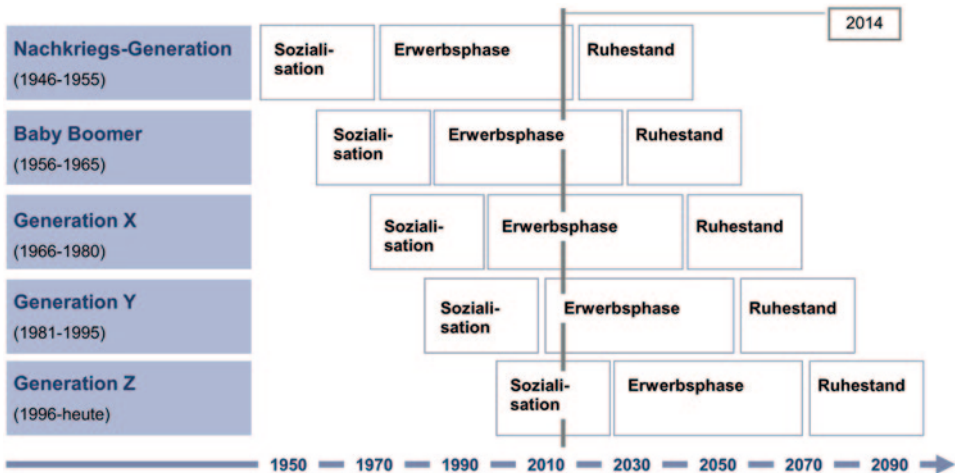 2014
Nachkriegs-Generation
(1946-1955)
Soziali-
sation
Erwerbsphase
Ruhestand
Baby Boomer
(1956-1965)
Soziali-
sation
Erwerbsphase
Ruhestand
Generation X
(1966-1980)
Soziali-
sation
Erwerbsphase
Ruhestand
Generation Y
(1981-1995)
Soziali-
sation
Erwerbsphase
Ruhestand
Generation Z
(1996-heute)
Soziali-
sation
Erwerbsphase
Ruhestand
1950 1970 1990 2010 2030 2050 2070 2090